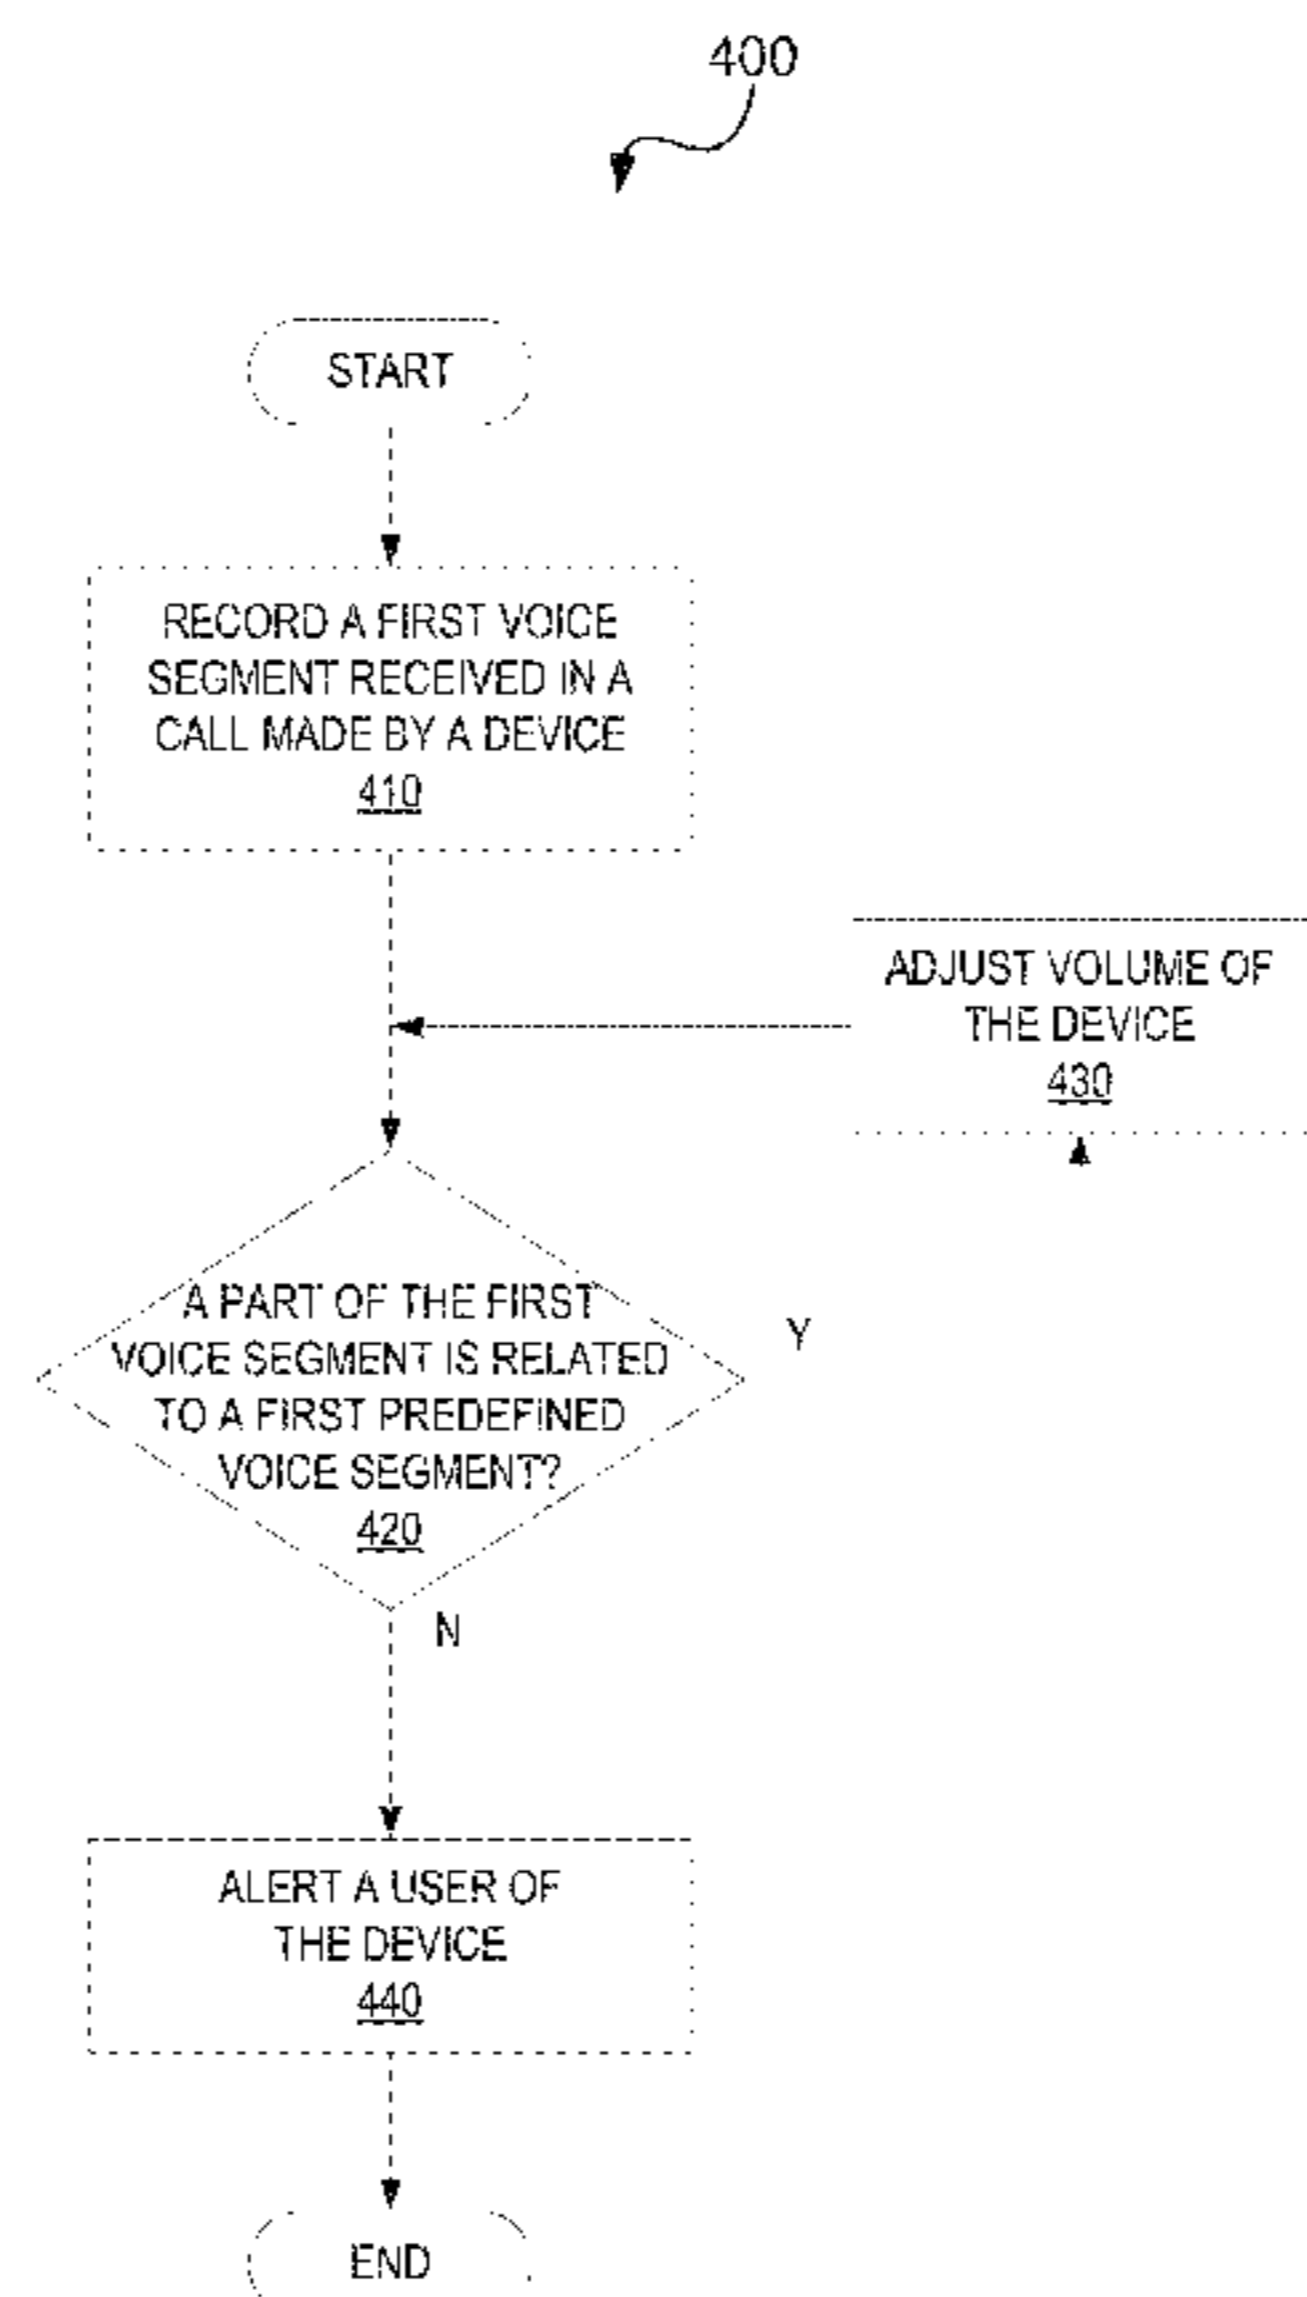 400
START
RECORD A FIRST VOICE
SEGMENT RECEIVED IN A
CALL MADE BY A DEVICE
410
ADJUST VOLUME OF
THE DEVICE
430
A PART OF THE FIRST
VOICE SEGMENT IS RELATED
TO A FIRST PREDEFINED
VOICE SEGMENT?
420
Y
N
ALERT A USER OF
THE DEVICE
440
END